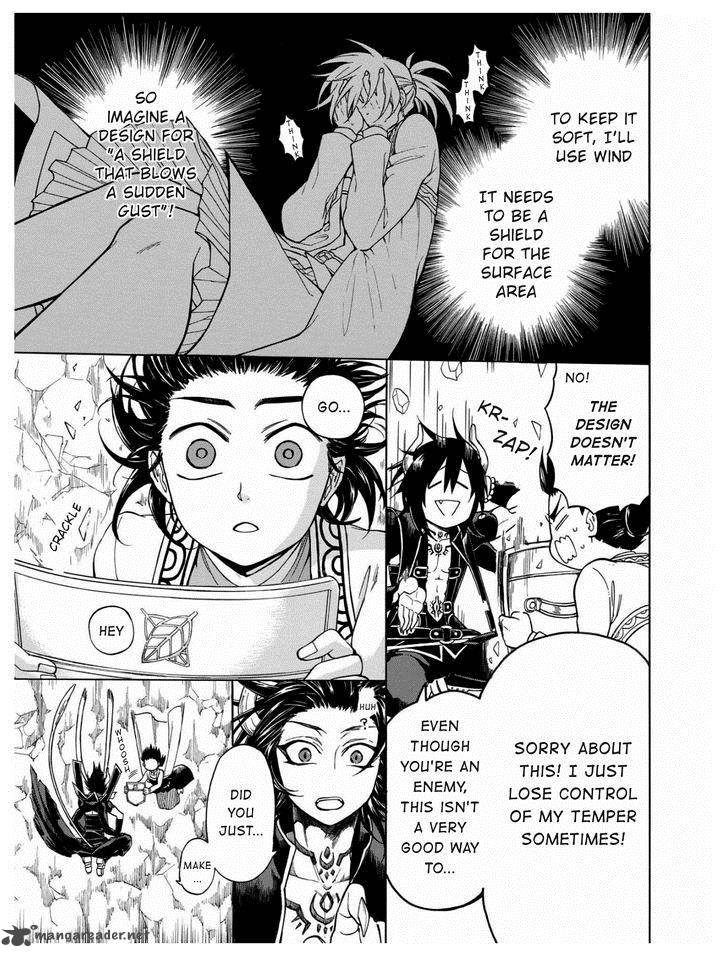 TO KEEP IT
SOFT, I'LL
USE WIND
IT NEEDS
TO BE A
SHIELD
FOR THE
SURFACE
AREA
THINK
THINK
THINK
SO
IMAGINE A
DESIGN FOR
"A SHIELD
THAT BLOWS
A SUDDEN
GUST"!
NO!
THE
DESIGN
DOESN'T
MATTER!
KR-
ZAP!
SORRY ABOUT
THIS! I JUST
LOSE CONTROL
OF MY TEMPER
SOMETIMES!
EVEN
THOUGH
YOU'RE AN
ENEMY,
THIS ISN'T
A VERY
GOOD WAY
TO...
GO...
CRACKLE
HEY
HUH
?
DID
YOU
JUST...
MAKE
...
WHOOSH
mangareader.net